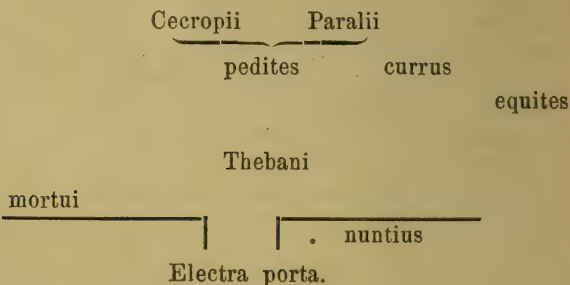 Cecropii Paralii
pedites currus
equites
Thebani
mortui
nuntius
Electra porta.